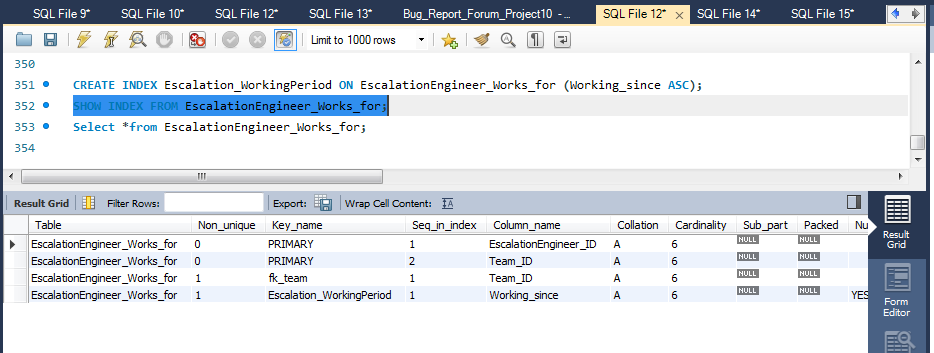 SQL File 9* SQL File 10* SQL File 12* SQL File 13* Bug_Report_Forum_Project10 - ... SQL File 12* × SQL File 14* SQL File 15*
Limit to 1000 rows
350
351 CREATE INDEX Escalation_WorkingPeriod ON EscalationEngineer_Works_for (Working_since ASC);
352 SHOW INDEX FROM EscalationEngineer_Works_for;
353 Select *from EscalationEngineer_Works_for;
354
Result Grid Filter Rows: Export: Wrap Cell Content:
Table Non_unique Key_name Seq_in_index Column_name Collation Cardinality Sub_part Packed Nu
EscalationEngineer_Works_for 0 PRIMARY 1 EscalationEngineer_ID A 6 NULL NULL
EscalationEngineer_Works_for 0 PRIMARY 2 Team_ID A 6 NULL NULL
EscalationEngineer_Works_for 1 fk_team 1 Team_ID A 6 NULL NULL
EscalationEngineer_Works_for 1 Escalation_WorkingPeriod 1 Working_since A 6 NULL NULL YES
Result
Grid
Form
Editor